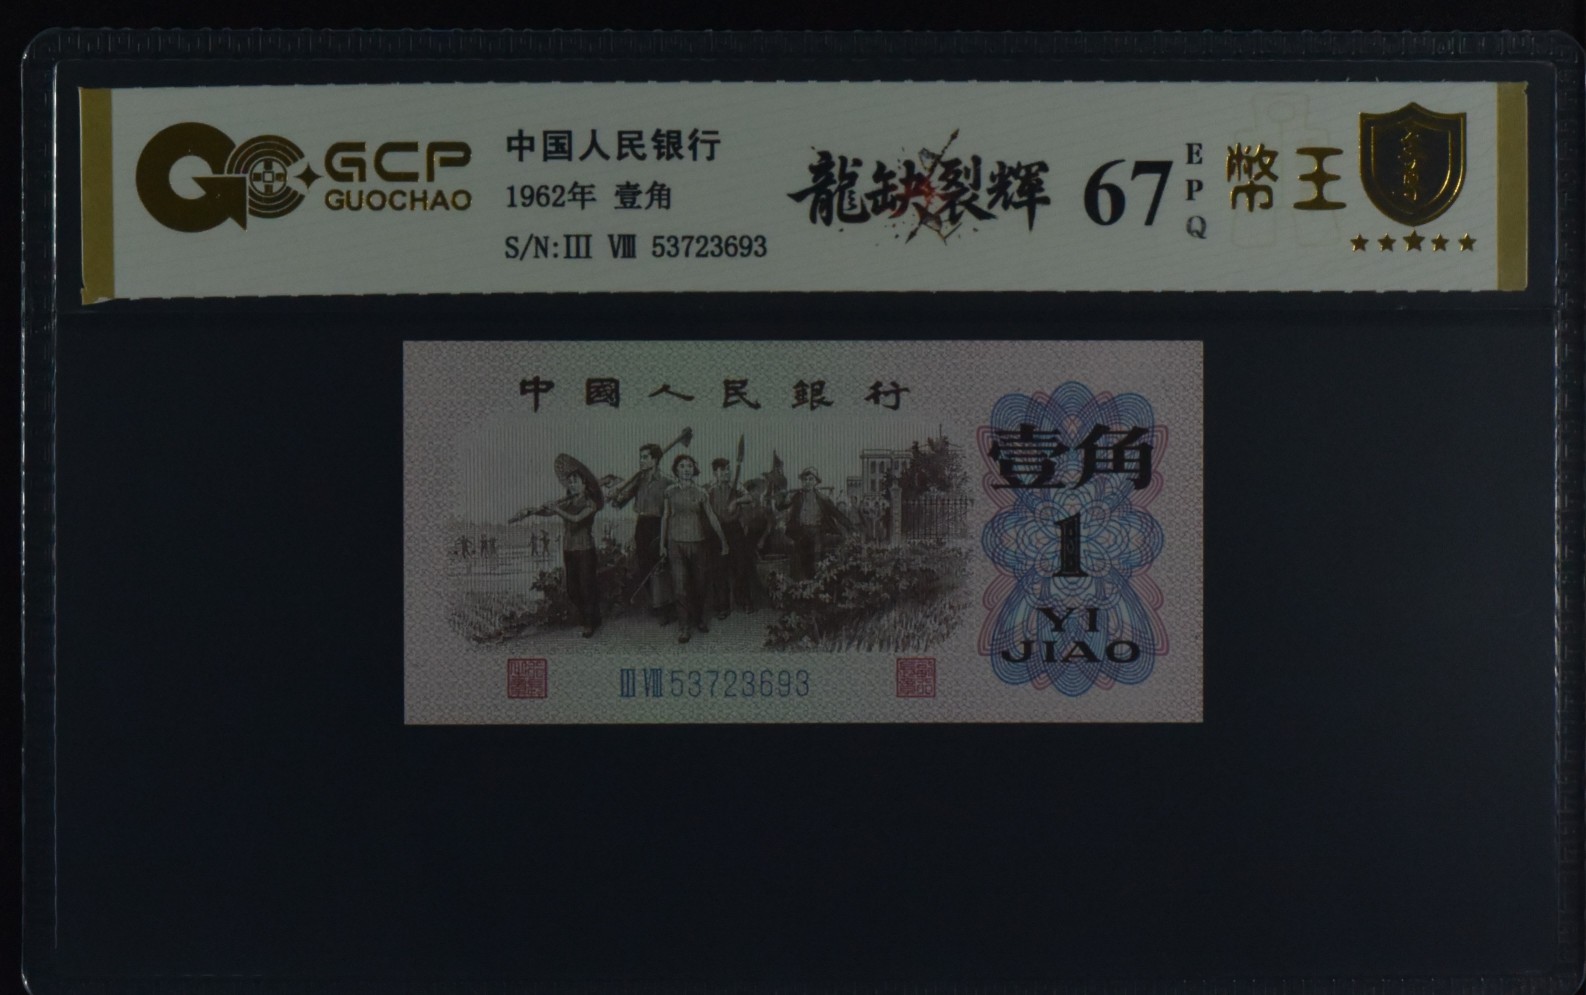 GCP
GUOCHAO
中国人民银行
1962年 壹角
S/N:III VIII 53723693
龍缺裂輝
67
EPQ
幣王
中國人民銀行
壹角
1
YI
JIAO
III VIII 53723693